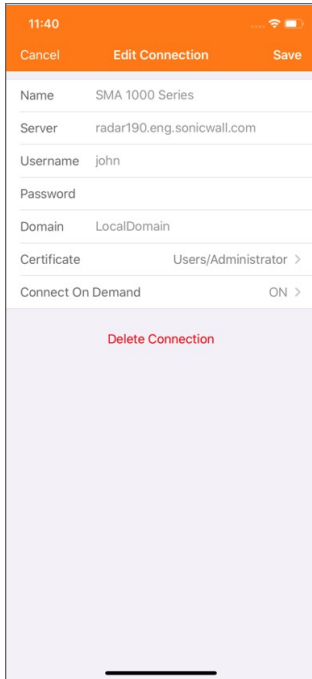 11:40
Cancel Edit Connection Save
Name SMA 1000 Series
Server radar190.eng.sonicwall.com
Username john
Password
Domain LocalDomain
Certificate Users/Administrator >
Connect On Demand ON >
Delete Connection